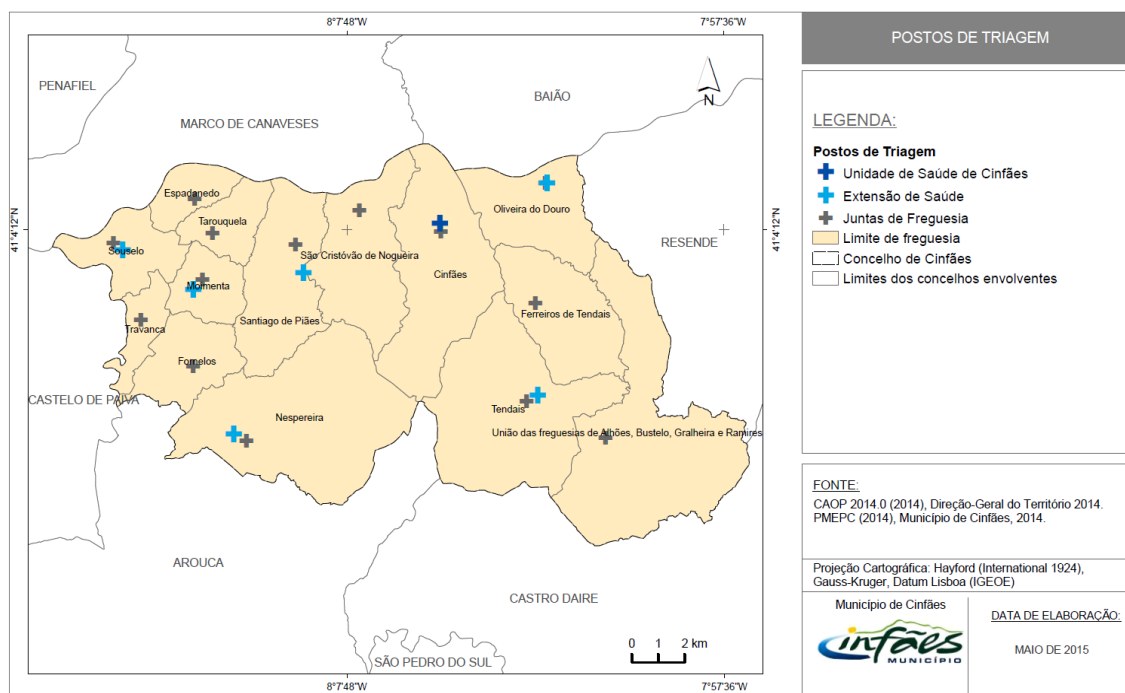 8°7'48"W
7°57'36"W
POSTOS DE TRIAGEM
PENAFIEL
BAIÃO
N
MARCO DE CANAVESES
LEGENDA:
Postos de Triagem
Unidade de Saúde de Cinfães
Extensão de Saúde
Juntas de Freguesia
Limite de freguesia
Concelho de Cinfães
Limites dos concelhos envolventes
Espadanedo
Oliveira do Douro
Tarouquela
41°4'12"N
41°4'12"N
RESENDE
Souselo
São Cristóvão de Nogueira
Cinfães
Moimenta
Ferreiros de Tendais
Santiago de Piães
Travanca
Fornelos
CASTELO DE PAIVA
Nespereira
Tendais
União das freguesias de Alhões, Bustelo, Gralheira e Ramires
FONTE:
CAOP 2014.0 (2014), Direção-Geral do Território 2014.
PMEPC (2014), Município de Cinfães, 2014.
AROUCA
CASTRO DAIRE
Projeção Cartográfica: Hayford (International 1924),
Gauss-Kruger, Datum Lisboa (IGEOE)
Município de Cinfães
cinfães
MUNICÍPIO
DATA DE ELABORAÇÃO:
MAIO DE 2015
0 1 2 km
SÃO PEDRO DO SUL
8°7'48"W
7°57'36"W